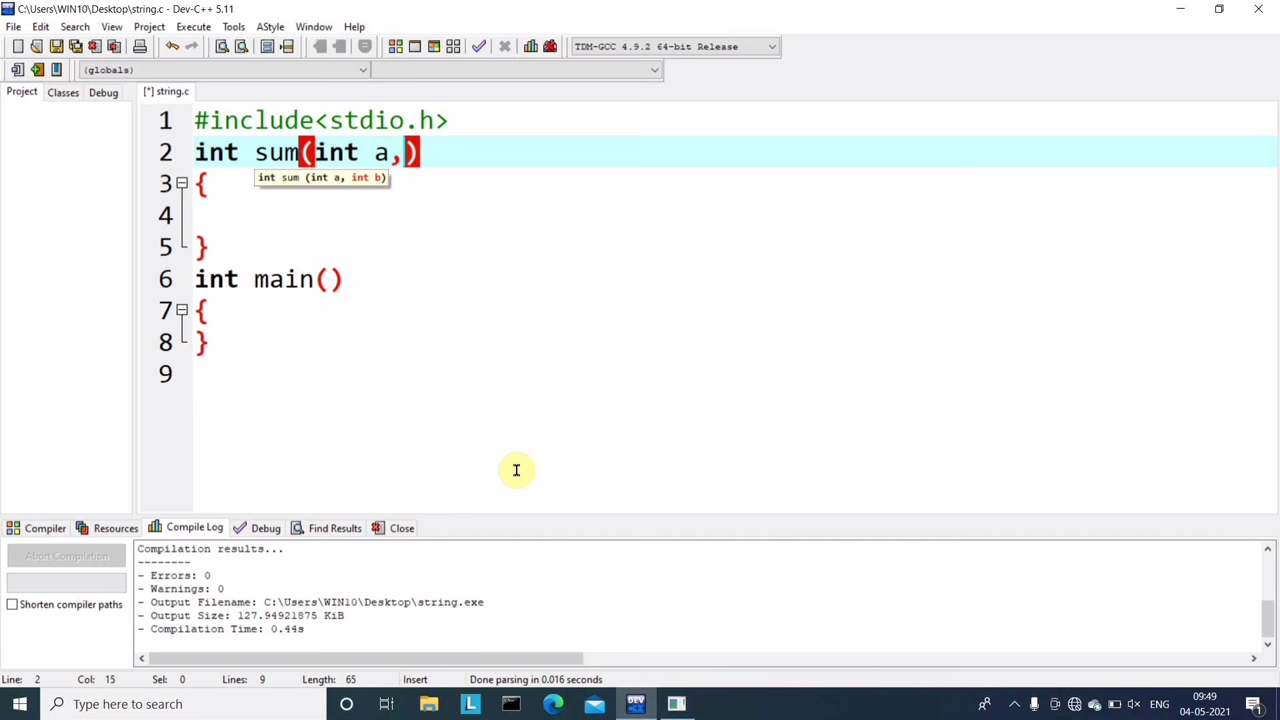 C:\Users\WIN10\Desktop\string.c - Dev-C++ 5.11
File Edit Search View Project Execute Tools AStyle Window Help
TDM-GCC 4.9.2 64-bit Release
(globals)
Project Classes Debug [*] string.c
1 #include<stdio.h>
2 int sum(int a,)
int sum (int a, int b)
3 {
4
5 }
6 int main()
7 {
8 }
9
Compiler Resources Compile Log Debug Find Results Close
Abort Compilation
Shorten compiler paths
Compilation results...
--------
- Errors: 0
- Warnings: 0
- Output Filename: C:\Users\WIN10\Desktop\string.exe
- Output Size: 127.94921875 KiB
- Compilation Time: 0.44s
Line: 2 Col: 15 Sel: 0 Lines: 9 Length: 65 Insert Done parsing in 0.016 seconds
Type here to search
ENG
09:49
04-05-2021